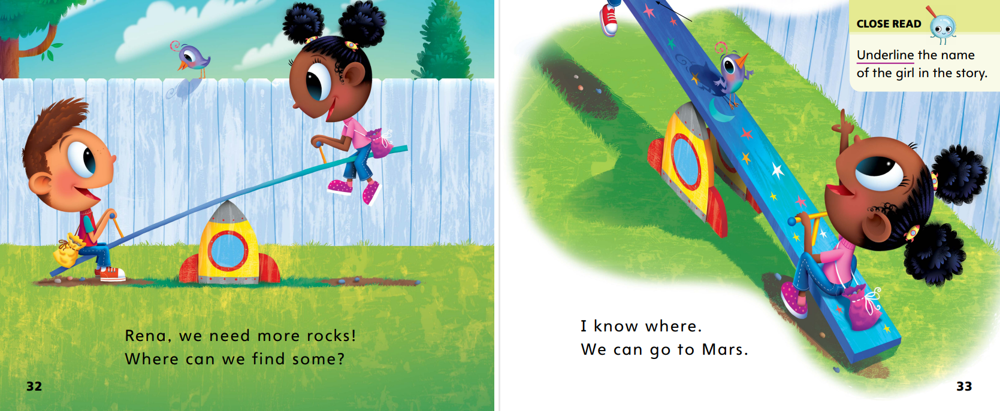 Rena, we need more rocks!
Where can we find some?
32
CLOSE READ
Underline the name
of the girl in the story.
I know where.
We can go to Mars.
33